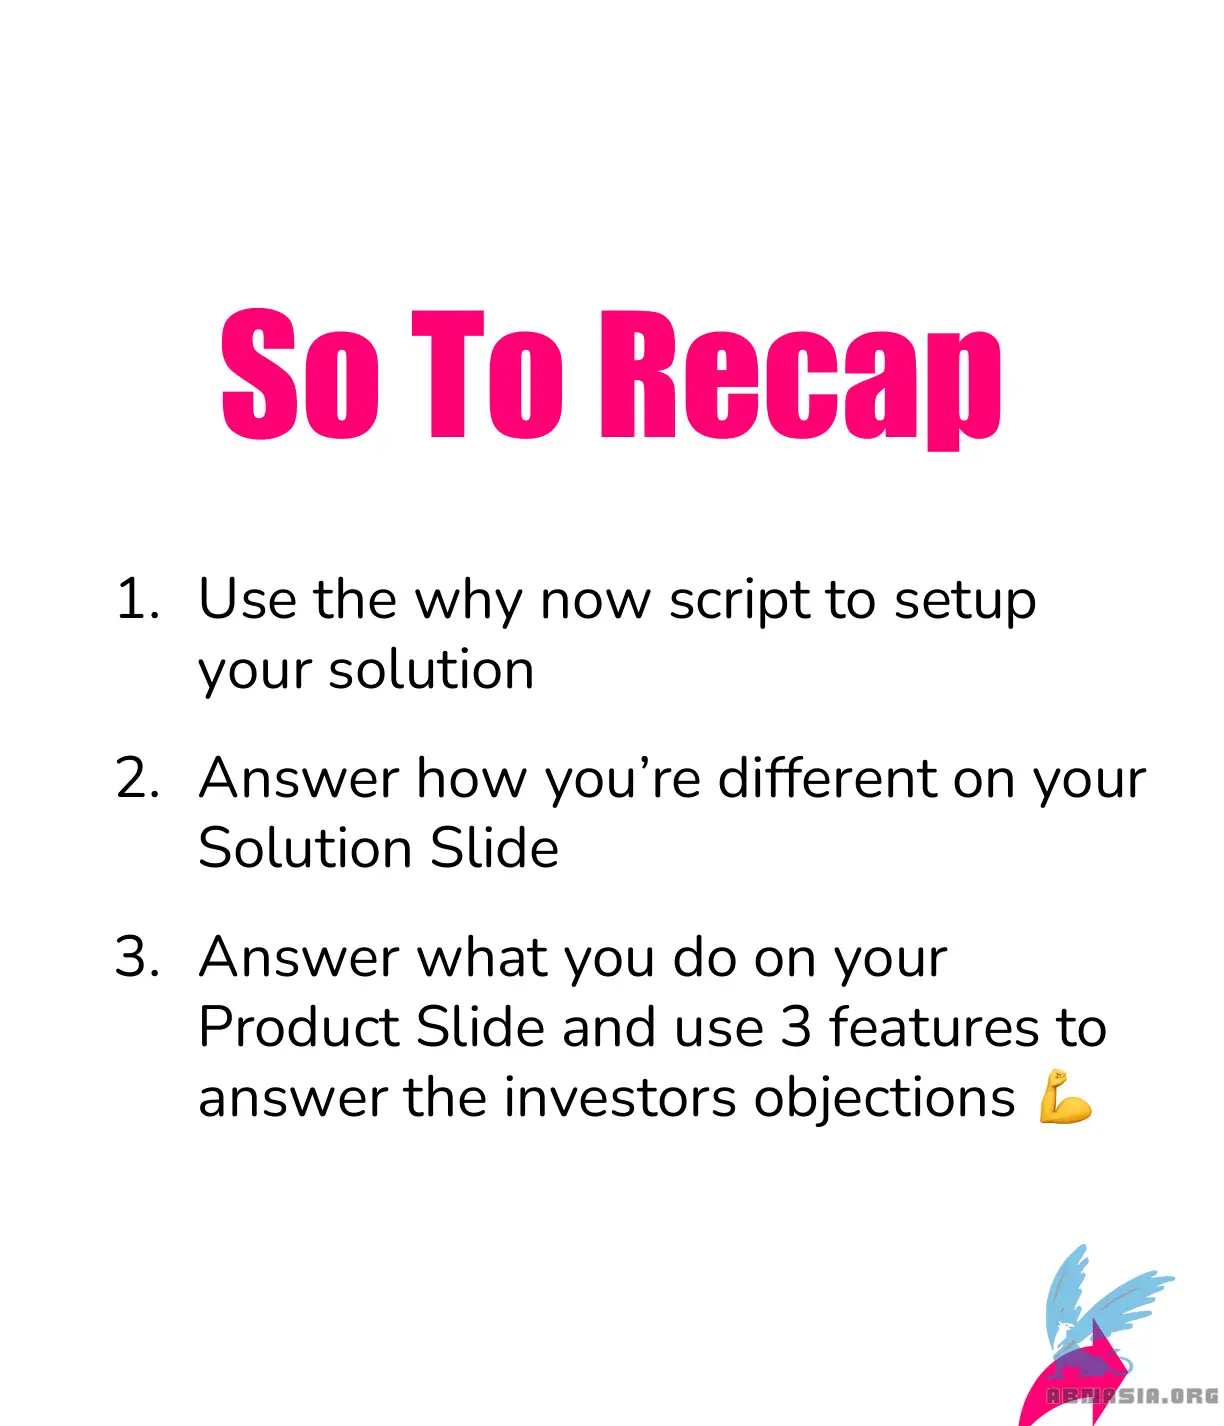 So To Recap
1. Use the why now script to setup
your solution
2. Answer how you’re different on your
Solution Slide
3. Answer what you do on your
Product Slide and use 3 features to
answer the investors objections 💪
ABNASIA.ORG